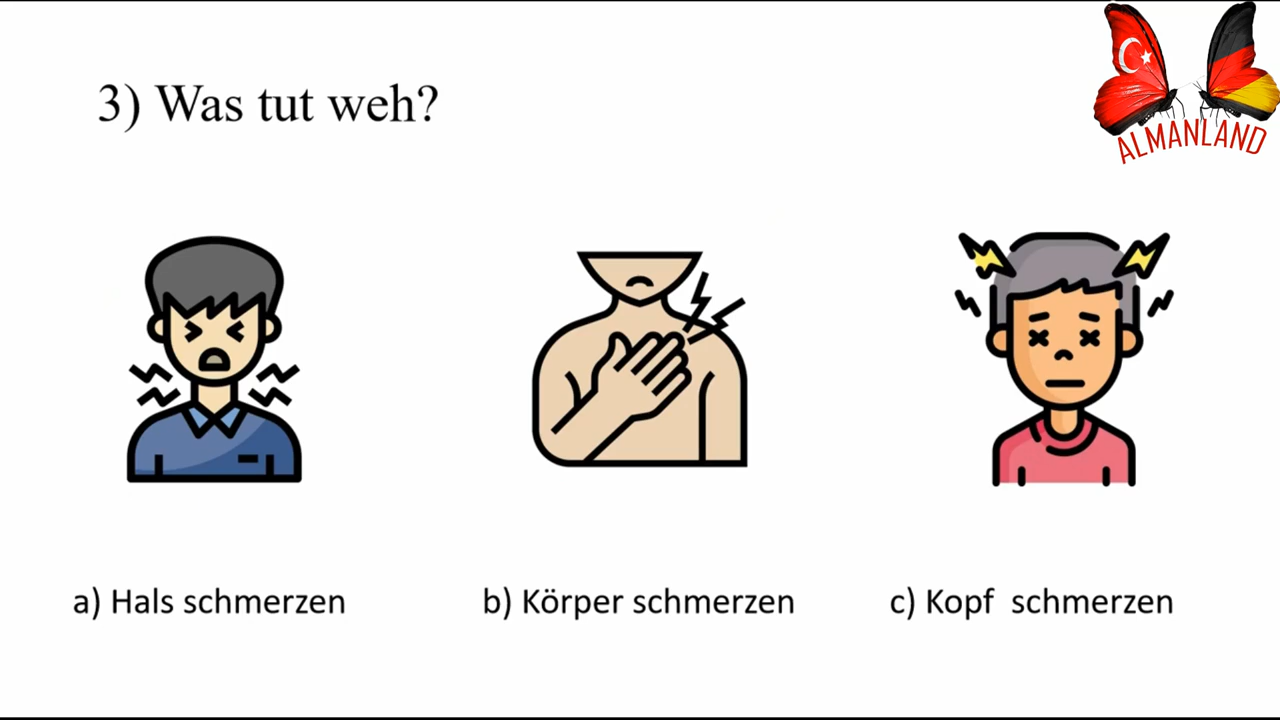 ALMANLAND
3) Was tut weh?
a) Hals schmerzen
b) Körper schmerzen
c) Kopf  schmerzen